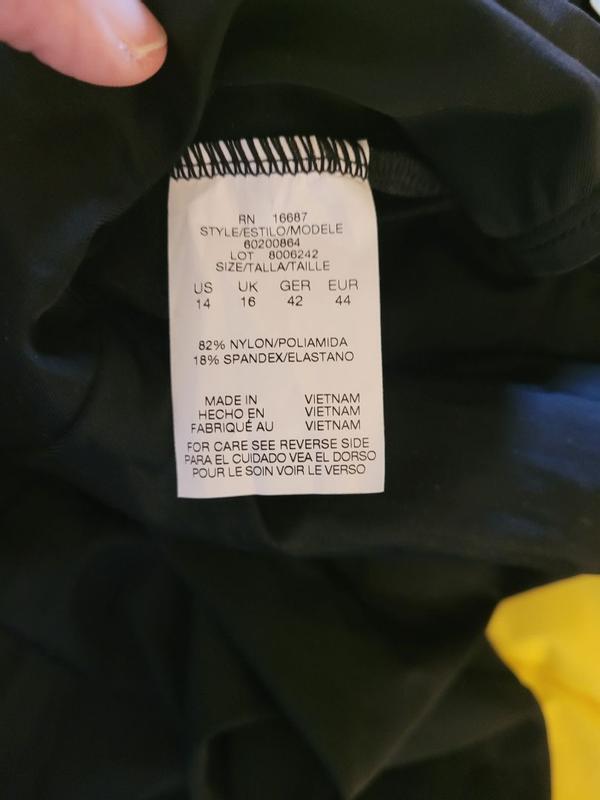 RN 16687
STYLE/ESTILO/MODELE
60200864
LOT 8006242
SIZE/TALLA/TAILLE
US UK GER EUR
14 16 42 44
82% NYLON/POLIAMIDA
18% SPANDEX/ELASTANO
MADE IN VIETNAM
HECHO EN VIETNAM
FABRIQUÉ AU VIETNAM
FOR CARE SEE REVERSE SIDE
PARA EL CUIDADO VEA EL DORSO
POUR LE SOIN VOIR LE VERSO